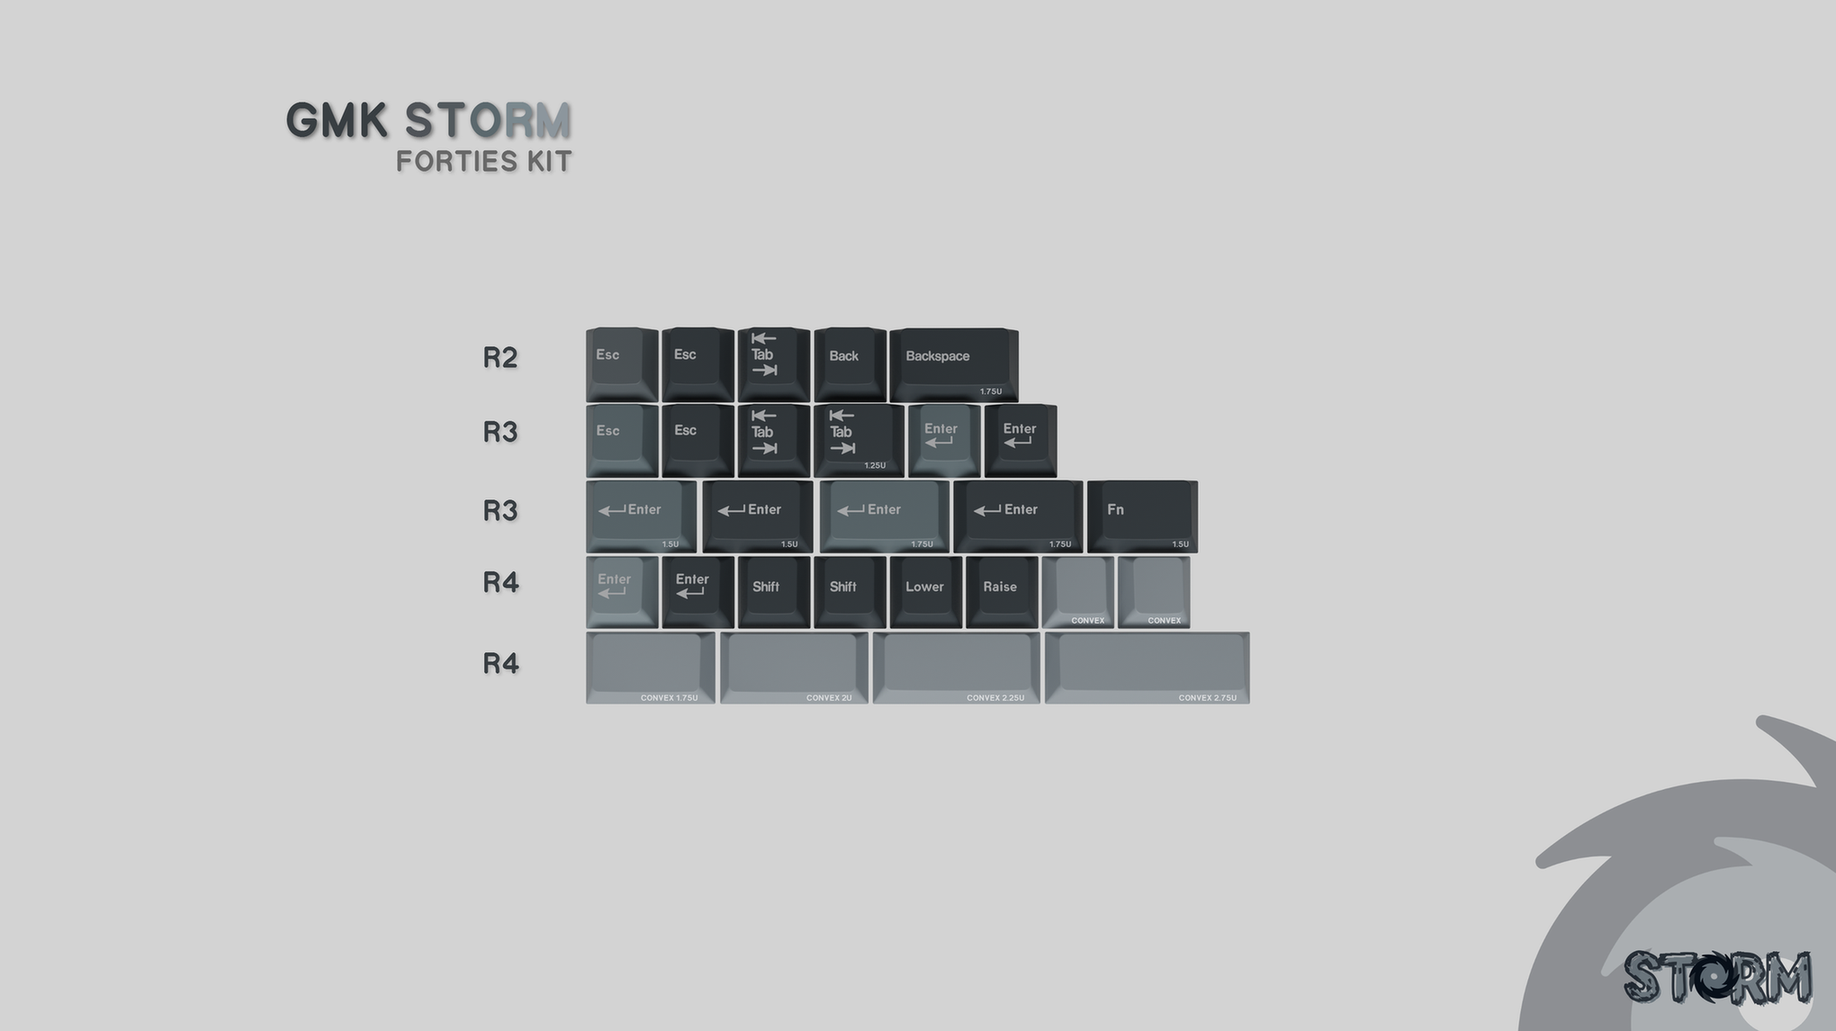 GMK STORM
FORTIES KIT
R2
Esc
Esc
Tab
Back
Backspace
1.75U
R3
Esc
Esc
Tab
Tab
1.25U
Enter
Enter
R3
Enter
1.5U
Enter
1.5U
Enter
1.75U
Enter
1.75U
Fn
1.5U
R4
Enter
Enter
Shift
Shift
Lower
Raise
CONVEX
CONVEX
R4
CONVEX 1.75U
CONVEX 2U
CONVEX 2.25U
CONVEX 2.75U
STORM